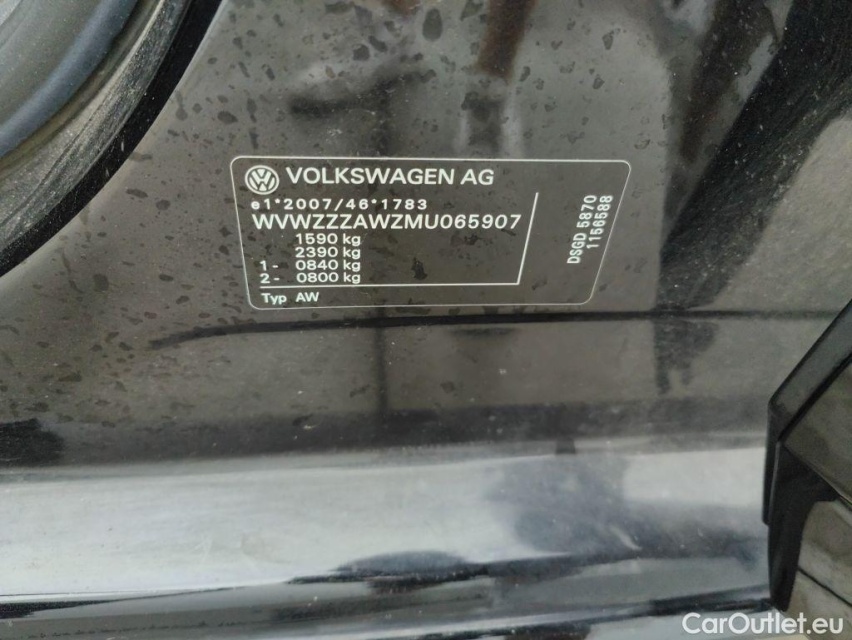 VOLKSWAGEN AG
e1*2007/46*1783
WVWZZZAWZMU065907
1590 kg
2390 kg
1 - 0840 kg
2 - 0800 kg
Typ AW
DSGD 5870
1156588
CarOutlet.eu